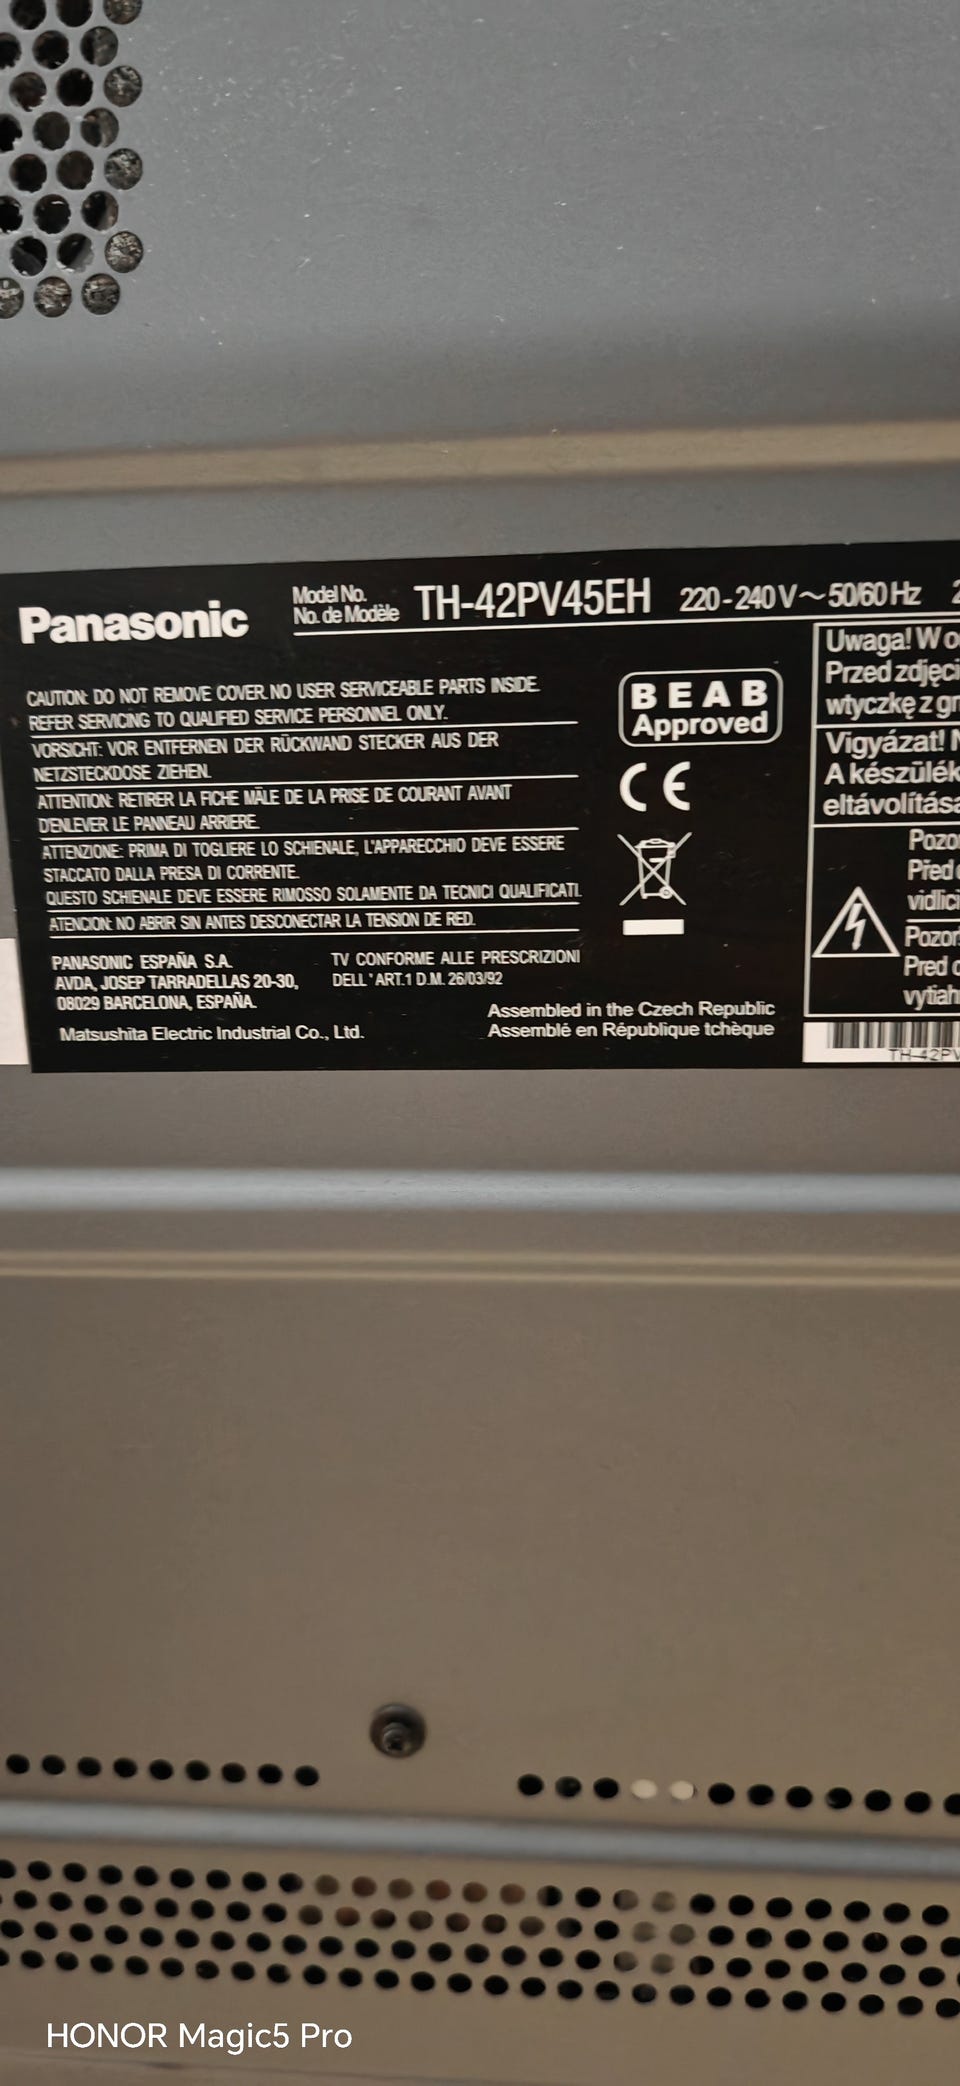 Panasonic
Model No.
No. de Modèle
TH-42PV45EH
220-240V~50/60Hz
CAUTION: DO NOT REMOVE COVER. NO USER SERVICEABLE PARTS INSIDE.
REFER SERVICING TO QUALIFIED SERVICE PERSONNEL ONLY.
VORSICHT: VOR ENTFERNEN DER RÜCKWAND STECKER AUS DER
NETZSTECKDOSE ZIEHEN.
ATTENTION: RETIRER LA FICHE MÂLE DE LA PRISE DE COURANT AVANT
D'ENLEVER LE PANNEAU ARRIERE.
ATTENZIONE: PRIMA DI TOGLIERE LO SCHIENALE, L'APPARECCHIO DEVE ESSERE
STACCATO DALLA PRESA DI CORRENTE.
QUESTO SCHIENALE DEVE ESSERE RIMOSSO SOLAMENTE DA TECNICI QUALIFICATI.
ATENCION: NO ABRIR SIN ANTES DESCONECTAR LA TENSION DE RED.
PANASONIC ESPAÑA S.A.
AVDA, JOSEP TARRADELLAS 20-30,
08029 BARCELONA, ESPAÑA.
TV CONFORME ALLE PRESCRIZIONI
DELL'ART.1 D.M. 26/03/92
Matsushita Electric Industrial Co., Ltd.
Assembled in the Czech Republic
Assemblé en République tchèque
BEAB
Approved
CE
Uwaga! W o
Przed zdjęci
wtyczkę z gn
Vigyázat!
A készülék
eltávolítása
Pozor
Před
vidlici
Pozor
Pred
vytiah
TH-42PV
HONOR Magic5 Pro